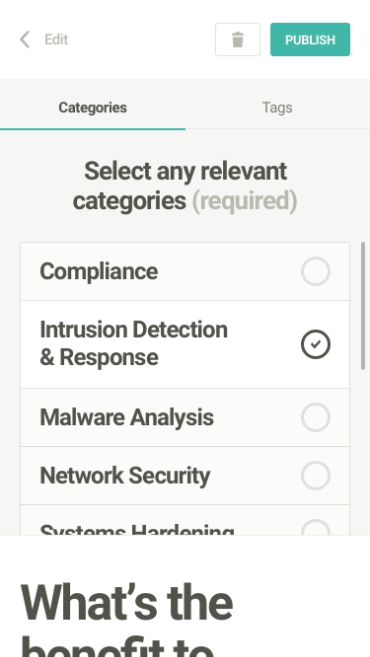 Edit
PUBLISH
Categories
Tags
Select any relevant
categories (required)
Compliance
Intrusion Detection
& Response
Malware Analysis
Network Security
Systems Hardening
What’s the
benefit to